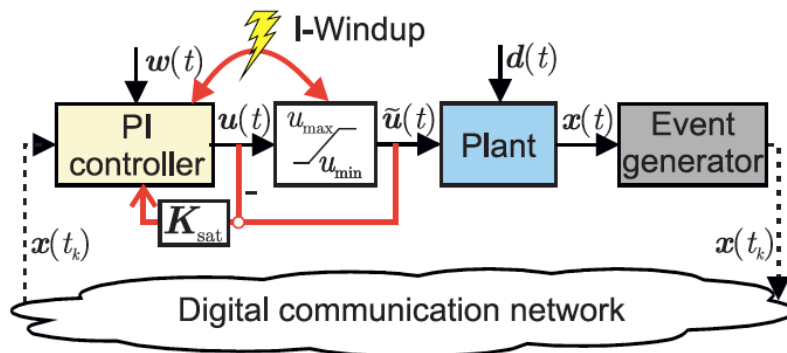 I-Windup
w(t)
d(t)
PI
controller
u(t)
u_max
u_min
ũ(t)
Plant
x(t)
Event
generator
-
K_sat
x(t_k)
x(t_k)
Digital communication network